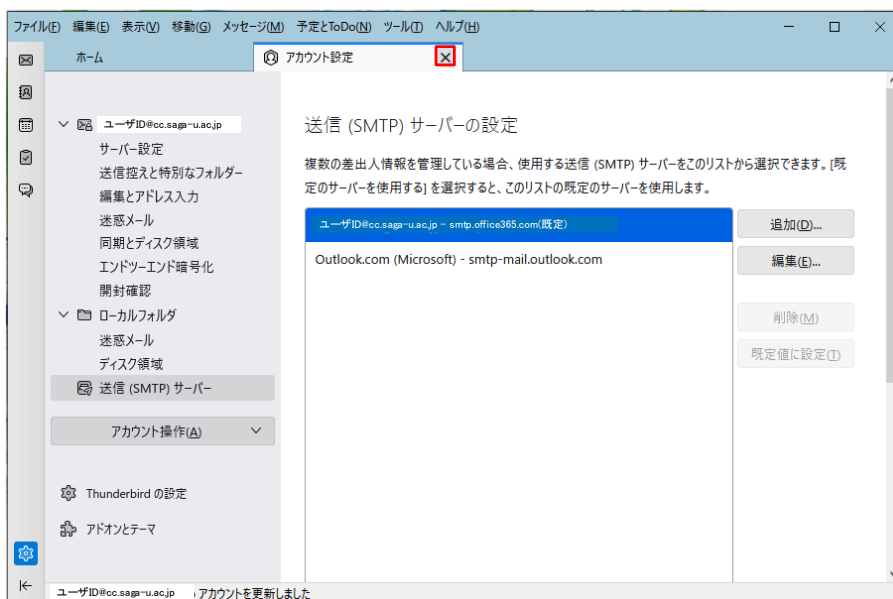 ファイル(F) 編集(E) 表示(V) 移動(G) メッセージ(M) 予定とToDo(N) ツール(T) ヘルプ(H)
ホーム
アカウント設定
ユーザID@cc.saga-u.ac.jp
サーバー設定
送信控えと特別なフォルダー
編集とアドレス入力
迷惑メール
同期とディスク領域
エンドツーエンド暗号化
開封確認
ローカルフォルダ
迷惑メール
ディスク領域
送信 (SMTP) サーバー
アカウント操作(A)
Thunderbird の設定
アドオンとテーマ
送信 (SMTP) サーバーの設定
複数の差出人情報を管理している場合、使用する送信 (SMTP) サーバーをこのリストから選択できます。[既
定のサーバーを使用する] を選択すると、このリストの既定のサーバーを使用します。
ユーザID@cc.saga-u.ac.jp - smtp.office365.com(既定)
Outlook.com (Microsoft) - smtp-mail.outlook.com
追加(D)...
編集(E)...
削除(M)
既定値に設定(T)
ユーザID@cc.saga-u.ac.jp アカウントを更新しました